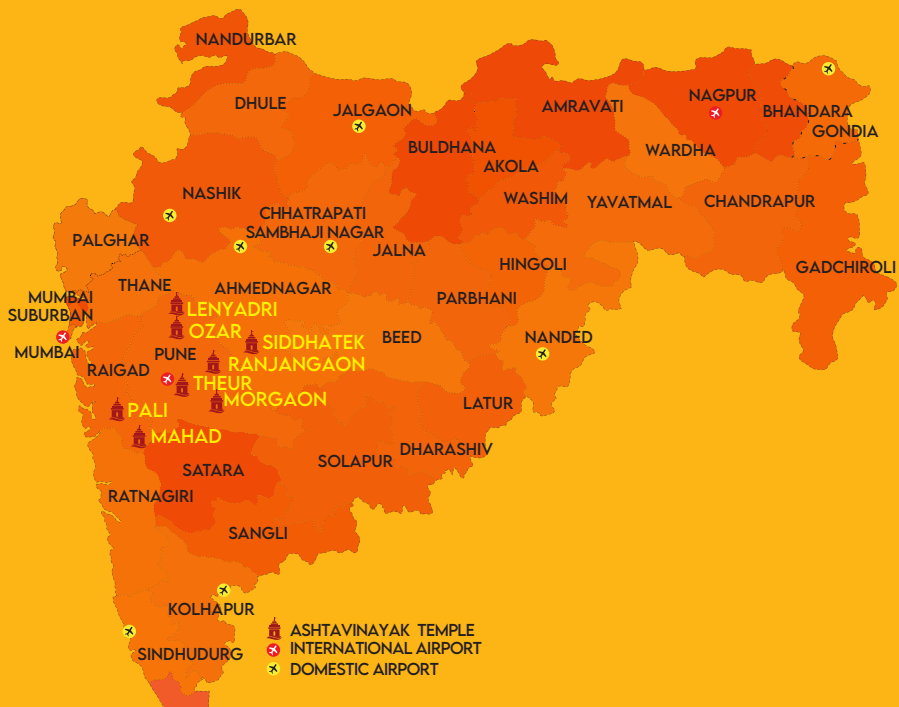 NANDURBAR
DHULE
JALGAON
AMRAVATI
NAGPUR
BHANDARA
GONDIA
BULDHANA
AKOLA
WARDHA
NASHIK
WASHIM
YAVATMAL
CHANDRAPUR
CHHATRAPATI
SAMBHAJI NAGAR
PALGHAR
JALNA
HINGOLI
GADCHIROLI
THANE
AHMEDNAGAR
MUMBAI
SUBURBAN
PARBHANI
LENYADRI
OZAR
MUMBAI
SIDDHATEK
BEED
NANDED
PUNE
RAIGAD
RANJANGAON
THEUR
MORGAON
LATUR
PALI
MAHAD
DHARASHIV
SOLAPUR
SATARA
RATNAGIRI
SANGLI
KOLHAPUR
SINDHUDURG
ASHTAVINAYAK TEMPLE
INTERNATIONAL AIRPORT
DOMESTIC AIRPORT